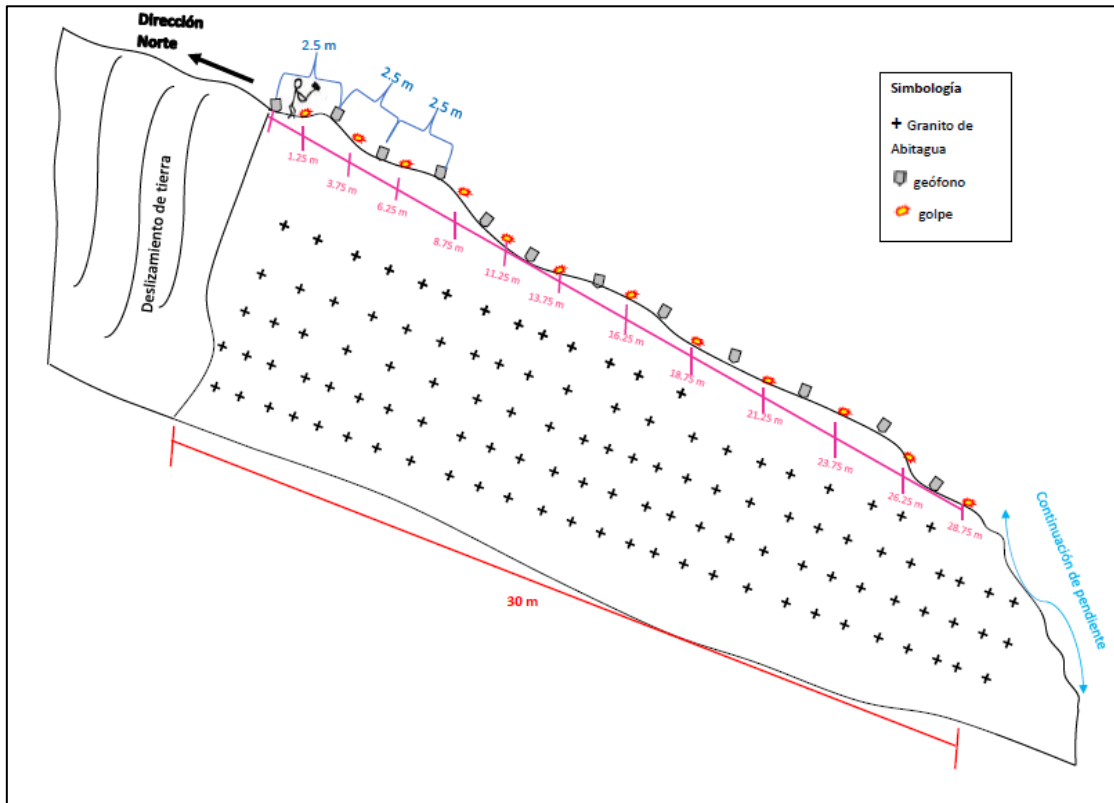 Dirección
Norte
2.5 m
2.5 m
2.5 m
Simbología
+ Granito de
Abitagua
geófono
golpe
Deslizamiento de tierra
1.25 m
3.75 m
6.25 m
8.75 m
11.25 m
13.75 m
16.25 m
18.75 m
21.25 m
23.75 m
26.25 m
28.75 m
Continuación de pendiente
30 m